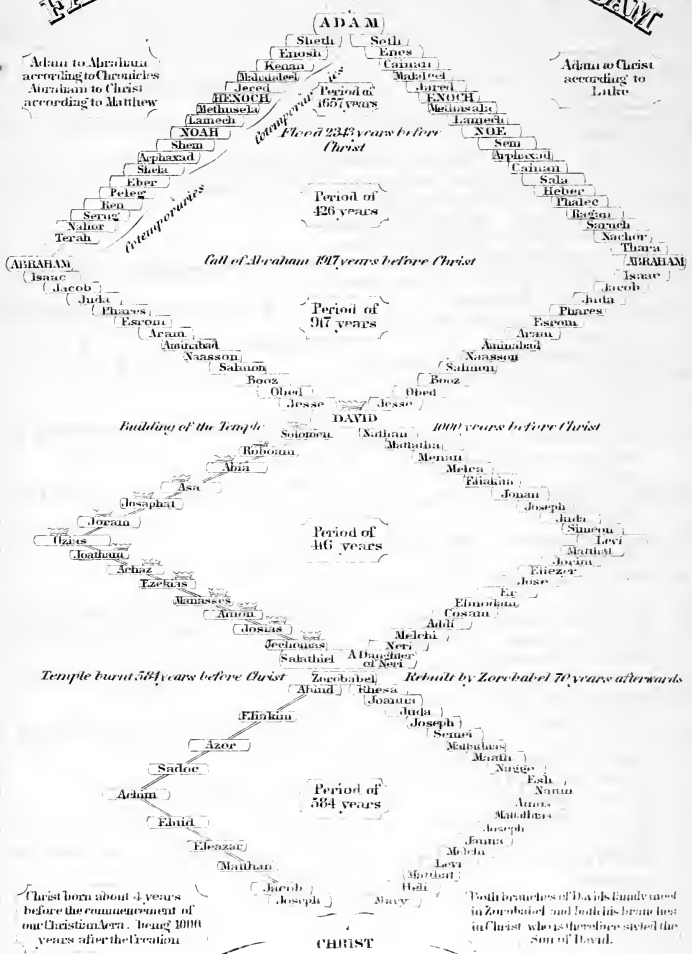 ADAM
Adam to Abraham
according to Chronicles
Abraham to Christ
according to Matthew
Adam to Christ
according to
Luke
Sheth Seth
Enosh Enos
Kenan Cainan
Mahalaleel Malaleel
Jered Jared
HENOCH ENOCH
Methusela Methusala
Lamech Lamech
NOAH NOE
Shem Sem
Arphaxad Arphaxad
Shela Cainan
Eber Sala
Peleg Heber
Reu Phalec
Serug Ragau
Nahor Saruch
Terah Nachor
Thara
Cotemporaries
Period of
1657 years
Flood 2343 years before
Christ
Cotemporaries
Period of
426 years
Call of Abraham 1917 years before Christ
ABRAHAM ABRAHAM
Isaac Isaac
Jacob Jacob
Juda Juda
Phares Phares
Esrom Esrom
Aram Aram
Aminabad Aminabad
Naasson Naasson
Salmon Salmon
Booz Booz
Obed Obed
Jesse Jesse
Period of
917 years
DAVID
Building of the Temple 1000 years before Christ
Solomon Nathan
Roboam Mattatha
Abia Menan
Asa Melea
Josaphat Eliakim
Joram Jonan
Ozias Joseph
Joatham Juda
Achaz Simeon
Ezekias Levi
Manasses Matthat
Amon Jorim
Josias Eliezer
Jechonias Jose
Salathiel Er
Elmodam
Cosam
Addi
Melchi
Neri
A Daughter
of Neri
Period of
years
Temple burnt 584 years before Christ Zorobabel Rebuilt by Zorobabel 70 years afterwards
Abiud Rhesa
Eliakim Joanna
Azor Juda
Sadoc Joseph
Achim Semei
Eliud Mattathias
Eleazar Maath
Matthan Nagge
Jacob Esli
Joseph Naum
Amos
Mattathias
Joseph
Janna
Melchi
Levi
Matthat
Heli
Mary
Period of
584 years
Christ born about 4 years
before the commencement of
our Christian Aera. being
years after the Creation
Both branches of Davids family meet
in Zorobabel and both his branches
in Christ who is therefore styled the
Son of David.
CHRIST